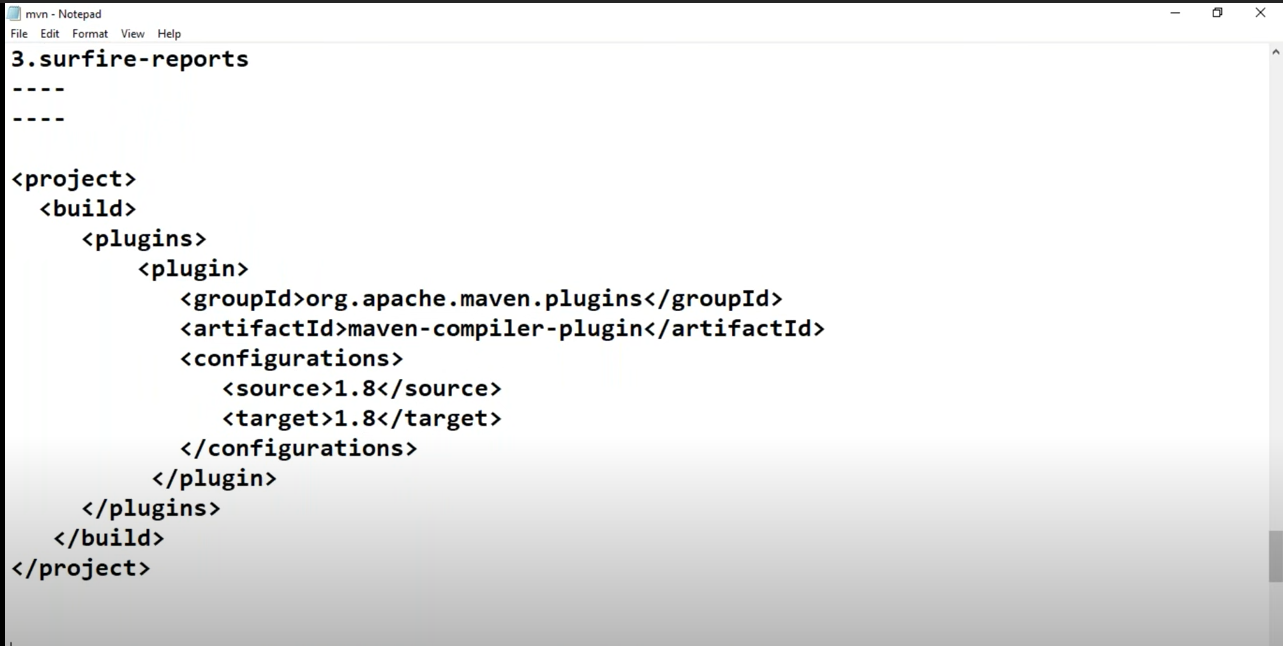 mvn - Notepad
File Edit Format View Help
3.surfire-reports
----
----
<project>
<build>
<plugins>
<plugin>
<groupId>org.apache.maven.plugins</groupId>
<artifactId>maven-compiler-plugin</artifactId>
<configurations>
<source>1.8</source>
<target>1.8</target>
</configurations>
</plugin>
</plugins>
</build>
</project>